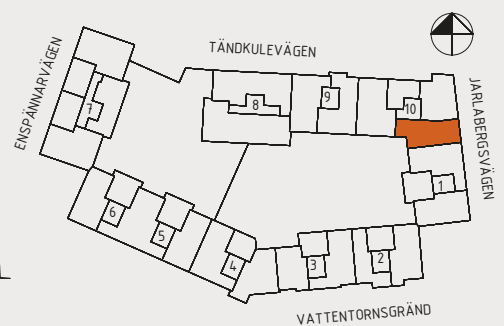 TÄNDKULEVÄGEN
ENSPÄNNARVÄGEN
JARLABERGSVÄGEN
7
8
9
10
1
6
5
4
3
2
VATTENTORNSGRÄND